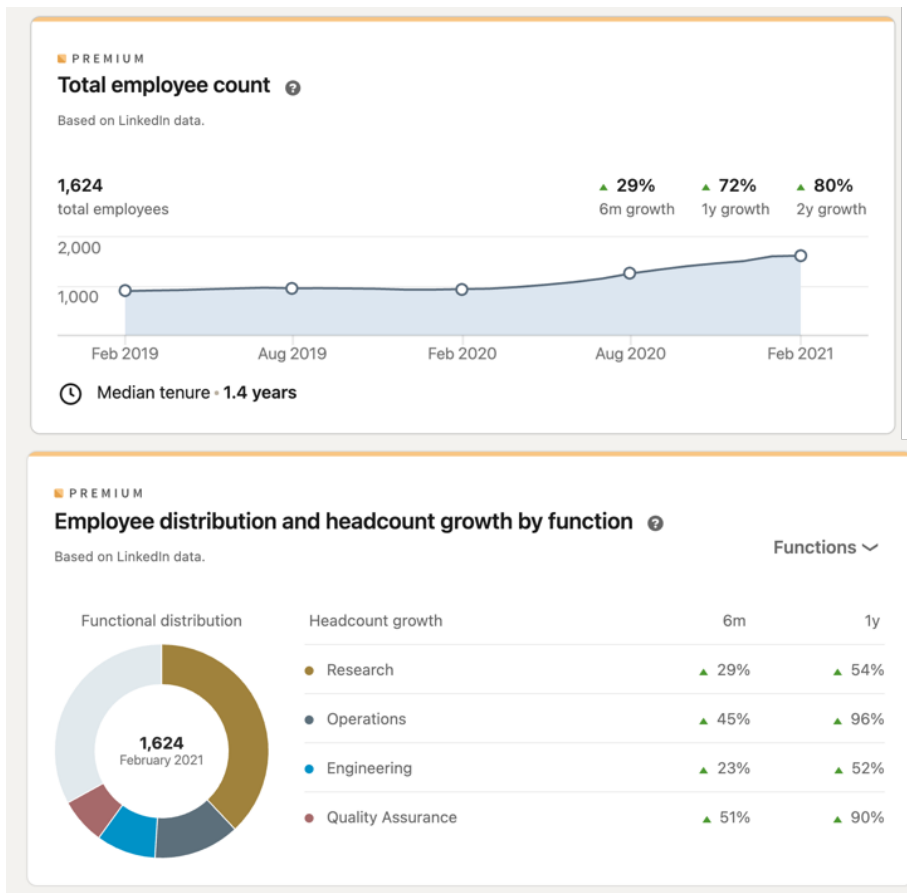 PREMIUM
Total employee count ?
Based on LinkedIn data.
1,624
total employees
29%
6m growth
72%
1y growth
80%
2y growth
2,000
1,000
Feb 2019 Aug 2019 Feb 2020 Aug 2020 Feb 2021
Median tenure • 1.4 years
PREMIUM
Employee distribution and headcount growth by function ?
Based on LinkedIn data.
Functions
Functional distribution
1,624
February 2021
Headcount growth 6m 1y
Research 29% 54%
Operations 45% 96%
Engineering 23% 52%
Quality Assurance 51% 90%